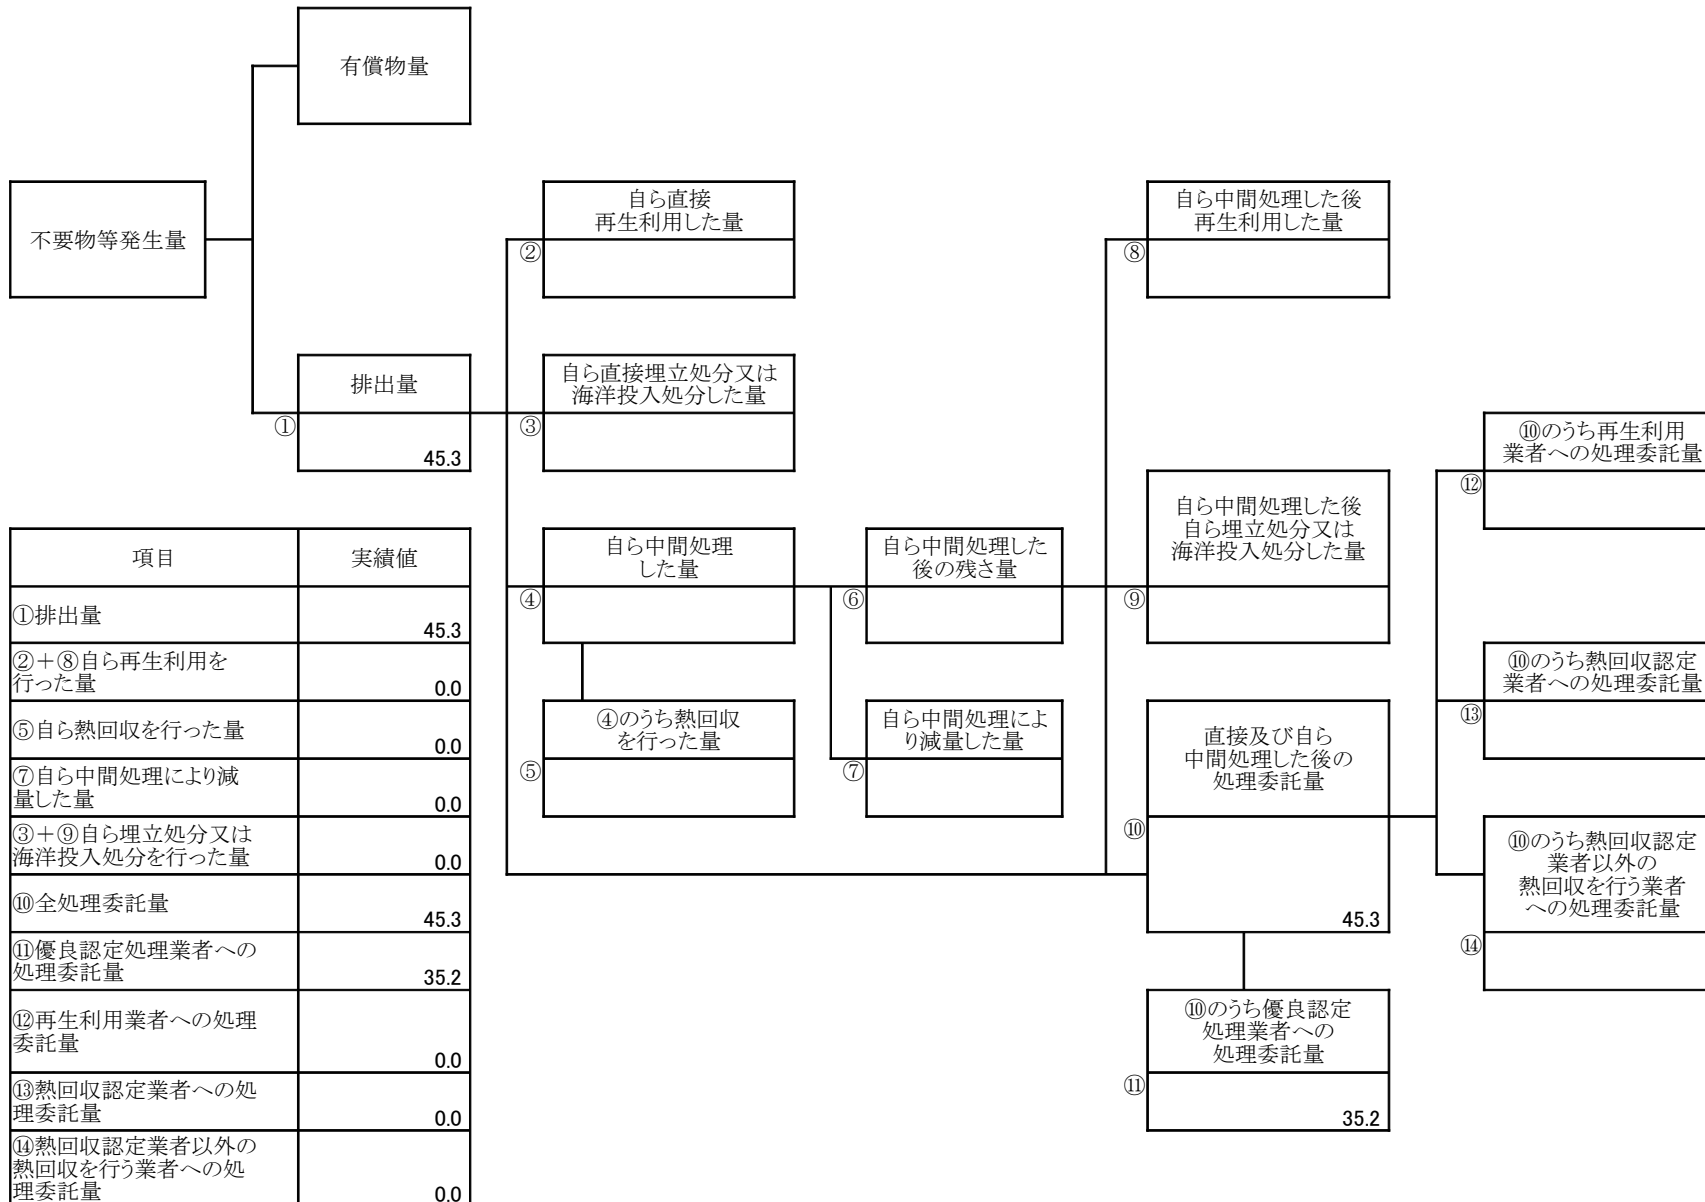 有償物量
不要物等発生量
自ら直接
再生利用した量
②
自ら中間処理した後
再生利用した量
⑧
排出量
①
45.3
自ら直接埋立処分又は
海洋投入処分した量
③
⑩のうち再生利用
業者への処理委託量
⑫
自ら中間処理
した量
④
自ら中間処理した
後の残さ量
⑥
自ら中間処理した後
自ら埋立処分又は
海洋投入処分した量
⑨
⑩のうち熱回収認定
業者への処理委託量
⑬
④のうち熱回収
を行った量
⑤
自ら中間処理によ
り減量した量
⑦
直接及び自ら
中間処理した後の
処理委託量
⑩
45.3
⑩のうち熱回収認定
業者以外の
熱回収を行う業者
への処理委託量
⑭
⑩のうち優良認定
処理業者への
処理委託量
⑪
35.2
項目 実績値
①排出量 45.3
②＋⑧自ら再生利用を
行った量 0.0
⑤自ら熱回収を行った量 0.0
⑦自ら中間処理により減
量した量 0.0
③＋⑨自ら埋立処分又は
海洋投入処分を行った量 0.0
⑩全処理委託量 45.3
⑪優良認定処理業者への
処理委託量 35.2
⑫再生利用業者への処理
委託量 0.0
⑬熱回収認定業者への処
理委託量 0.0
⑭熱回収認定業者以外の
熱回収を行う業者への処
理委託量 0.0